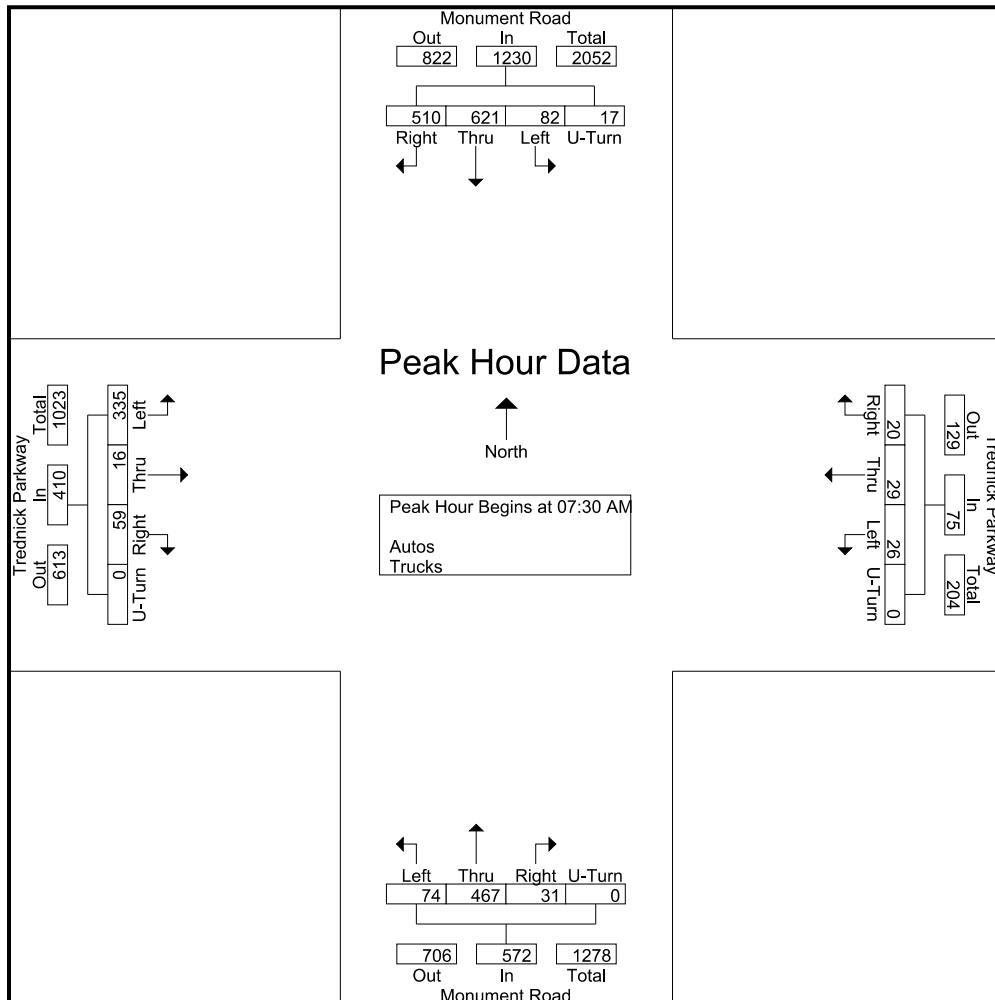 Monument Road
Out In Total
822 1230 2052
510 621 82 17
Right Thru Left U-Turn
Peak Hour Data
North
Peak Hour Begins at 07:30 AM
Autos
Trucks
Trednick Parkway
Total In Out
1023 410 613
335 16 59 0
Left Thru Right U-Turn
Right Thru Left U-Turn
20 29 26 0
129 75 204
Out In Total
Trednick Parkway
Left Thru Right U-Turn
74 467 31 0
706 572 1278
Out In Total
Monument Road